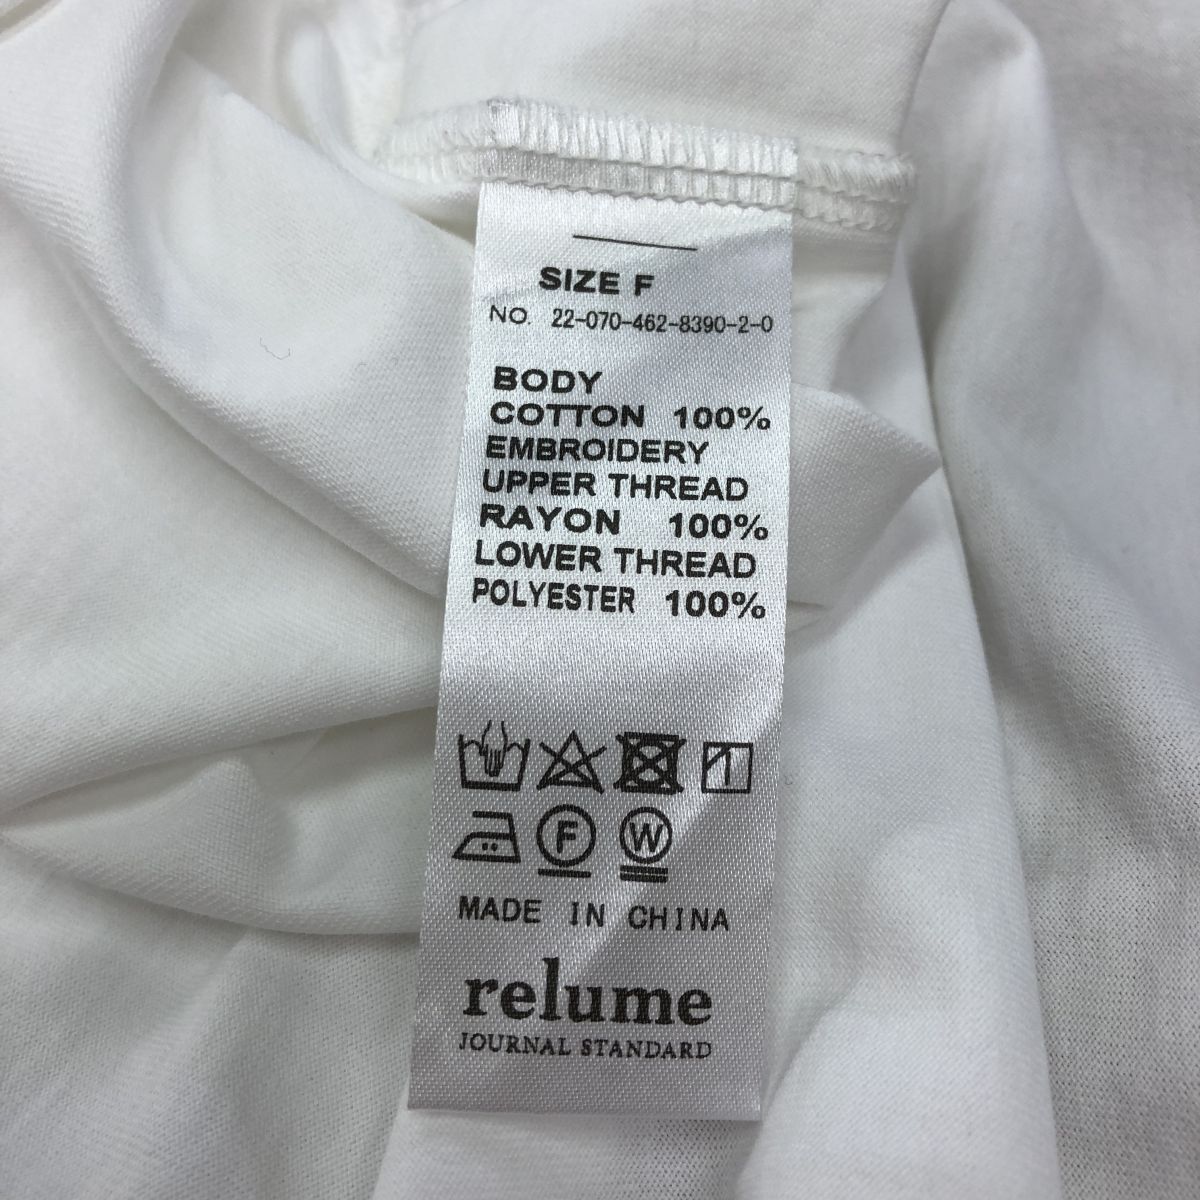 SIZE F
NO. 22-070-462-8390-2-0
BODY
COTTON 100%
EMBROIDERY
UPPER THREAD
RAYON 100%
LOWER THREAD
POLYESTER 100%
F W
MADE IN CHINA
relume
JOURNAL STANDARD